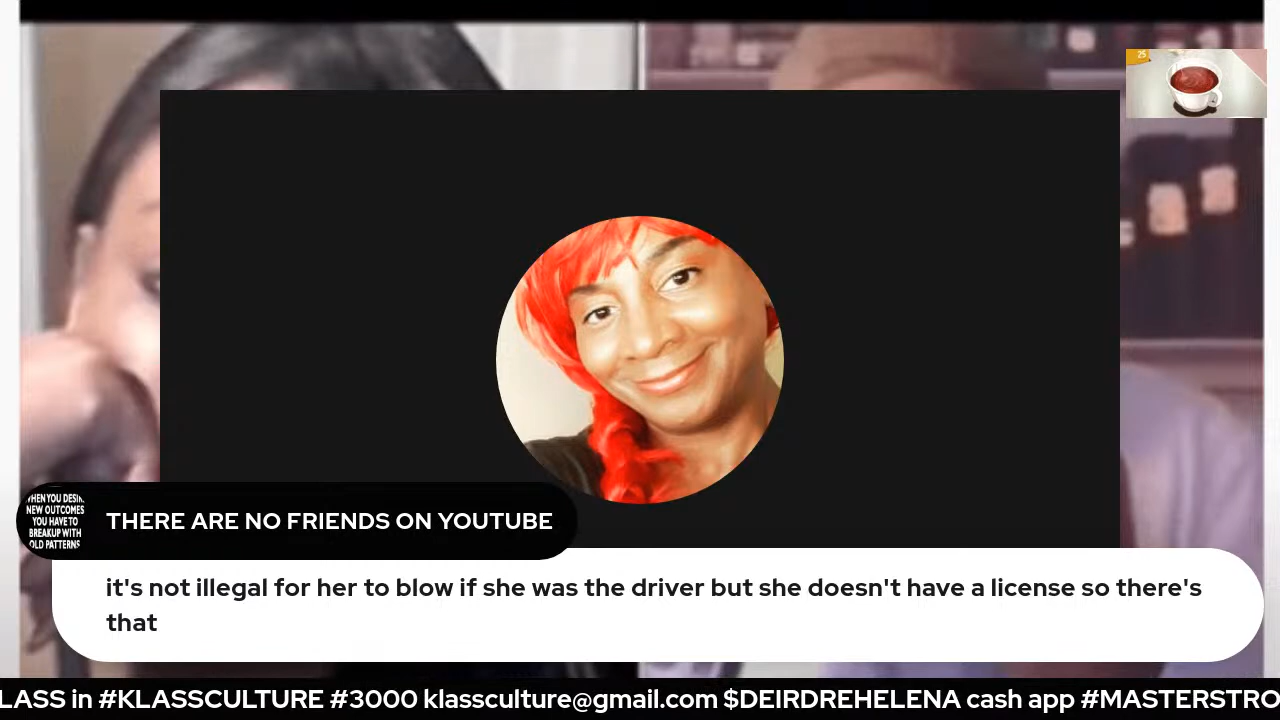 25
WHEN YOU DESIRE
NEW OUTCOMES
YOU HAVE TO
BREAKUP WITH
OLD PATTERNS
THERE ARE NO FRIENDS ON YOUTUBE
it's not illegal for her to blow if she was the driver but she doesn't have a license so there's
that
LASS in #KLASSCULTURE #3000 klassculture@gmail.com $DEIRDREHELENA cash app #MASTERSTRO